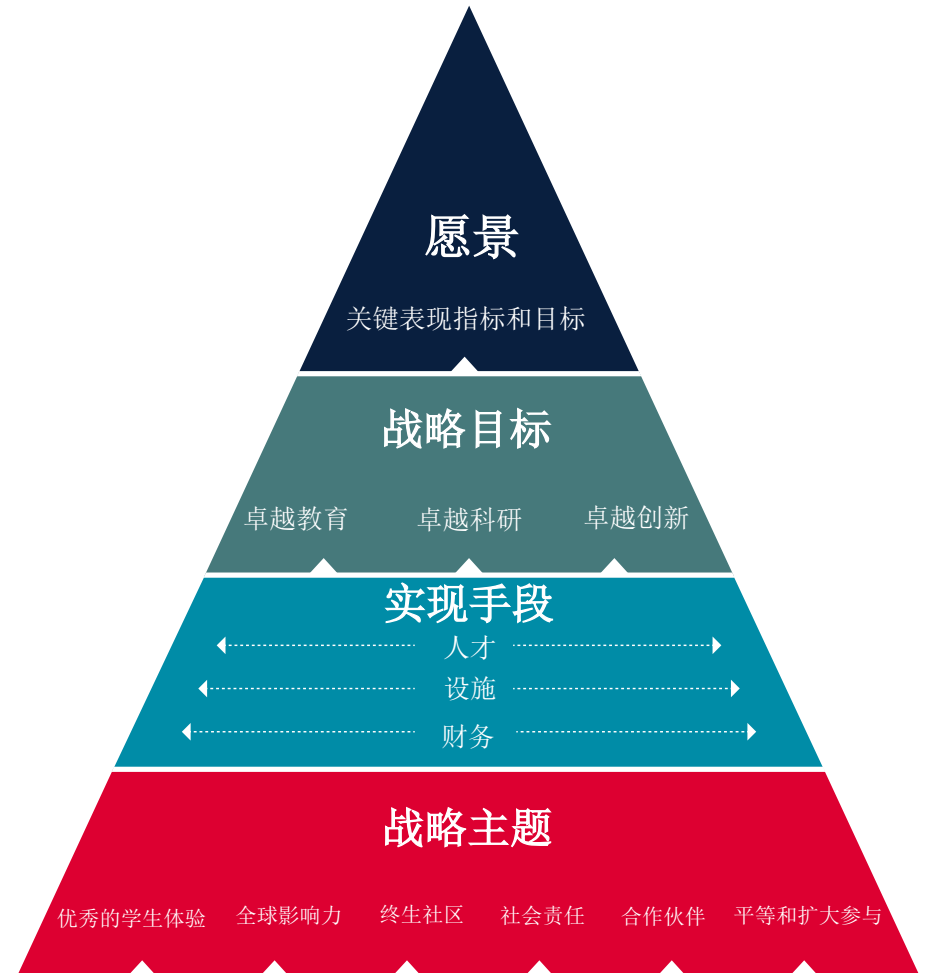 愿景
关键表现指标和目标
战略目标
卓越教育 卓越科研 卓越创新
实现手段
人才
设施
财务
战略主题
优秀的学生体验 全球影响力 终生社区 社会责任 合作伙伴 平等和扩大参与